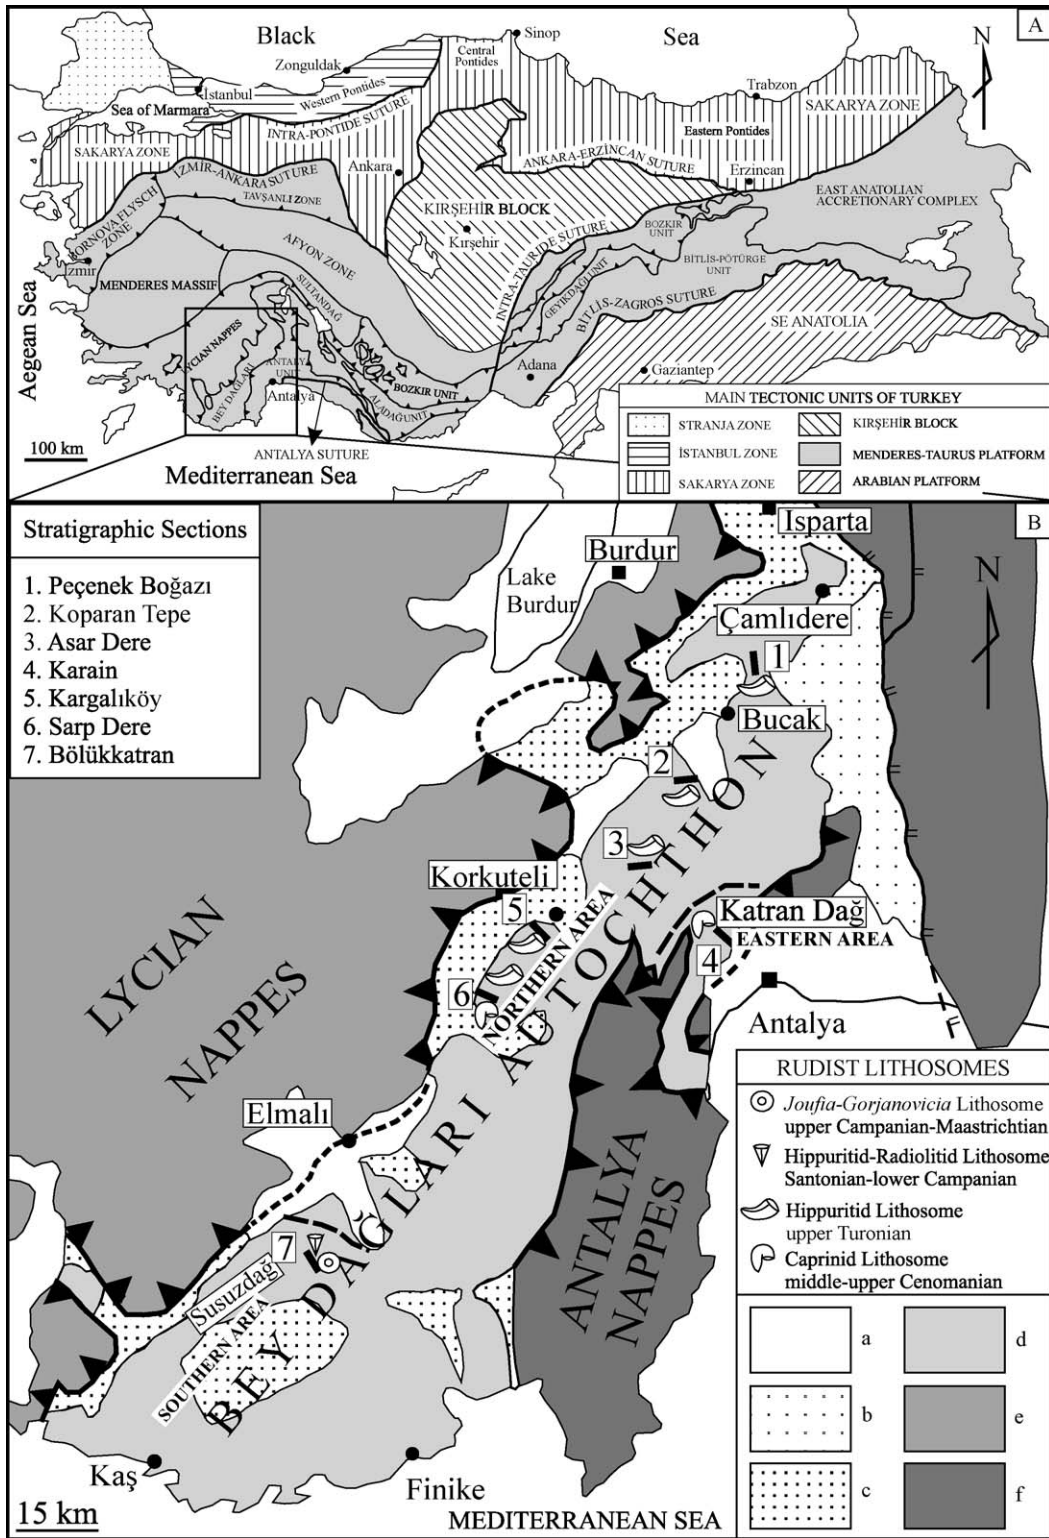 A
Black
Sea
Sinop
N
Zonguldak
Central
Pontides
İstanbul
Western Pontides
Trabzon
Sea of Marmara
INTRA-PONTIDE SUTURE
SAKARYA ZONE
Eastern Pontides
SAKARYA ZONE
Ankara
ANKARA-ERZİNCAN SUTURE
Erzincan
İZMİR-ANKARA SUTURE
TAVŞANLI ZONE
KIRŞEHİR BLOCK
EAST ANATOLIAN
ACCRETIONARY COMPLEX
BORNOVA FLYSCH
ZONE
Kırşehir
BOZKIR
UNIT
İzmir
AFYON ZONE
INTRA-TAURIDE SUTURE
BİTLİS-PÖTÜRGE
UNIT
MENDERES MASSIF
SULTANDAĞ
GEYİKDAĞI UNIT
BİTLİS-ZAGROS SUTURE
Aegean Sea
LYCIAN NAPPES
SE ANATOLIA
BEY DAĞLARI
ANTALYA
UNIT
Adana
Gaziantep
Antalya
BOZKIR UNIT
ALADAĞ UNIT
100 km
ANTALYA SUTURE
Mediterranean Sea
MAIN TECTONIC UNITS OF TURKEY
STRANJA ZONE
KIRŞEHİR BLOCK
İSTANBUL ZONE
MENDERES-TAURUS PLATFORM
SAKARYA ZONE
ARABIAN PLATFORM
B
Stratigraphic Sections
1. Peçenek Boğazı
2. Koparan Tepe
3. Asar Dere
4. Karain
5. Kargalıköy
6. Sarp Dere
7. Bölükkatran
Isparta
Burdur
N
Lake
Burdur
Çamlıdere
1
Bucak
2
3
Korkuteli
5
Katran Dağ
EASTERN AREA
4
NORTHERN AREA
6
LYCIAN
NAPPES
Antalya
BEY DAĞLARI AUTOCHTHON
Elmalı
ANTALYA
NAPPES
7
Susuzdağ
SOUTHERN AREA
Kaş
Finike
15 km
MEDITERRANEAN SEA
RUDIST LITHOSOMES
Joufia-Gorjanovicia Lithosome
upper Campanian-Maastrichtian
Hippuritid-Radiolitid Lithosome
Santonian-lower Campanian
Hippuritid Lithosome
upper Turonian
Caprinid Lithosome
middle-upper Cenomanian
a
d
b
e
c
f